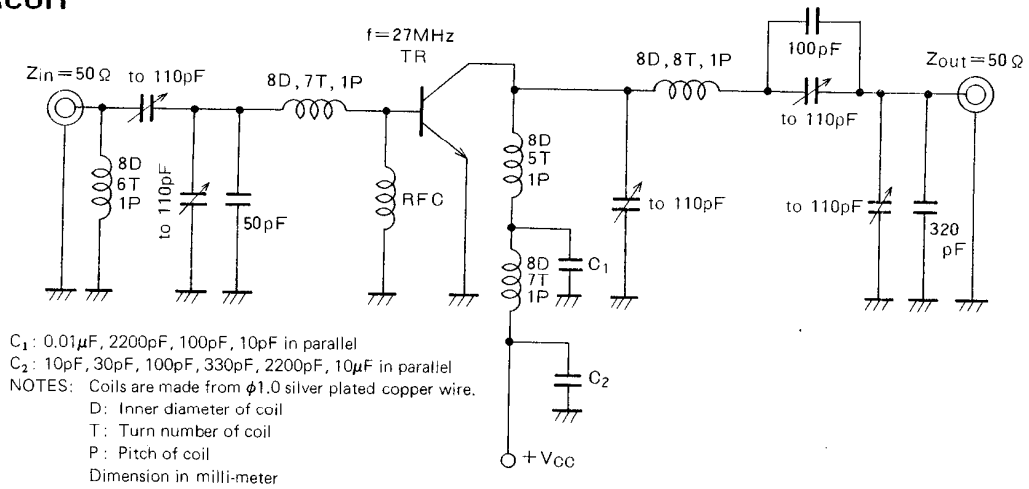 f=27MHz
TR
100pF
Zin=50Ω
to 110pF
8D, 7T, 1P
8D, 8T, 1P
Zout=50Ω
to 110pF
8D
6T
1P
to 110pF
50pF
RFC
8D
5T
1P
to 110pF
to 110pF
320
pF
8D
7T
1P
C₁
C₂
+Vcc
C₁: 0.01μF, 2200pF, 100pF, 10pF in parallel
C₂: 10pF, 30pF, 100pF, 330pF, 2200pF, 10μF in parallel
NOTES: Coils are made from φ1.0 silver plated copper wire.
D: Inner diameter of coil
T: Turn number of coil
P: Pitch of coil
Dimension in milli-meter